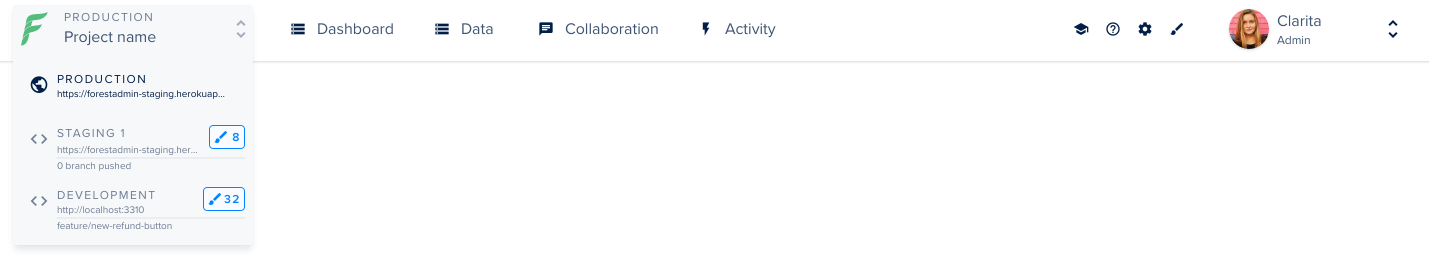 PRODUCTION
Project name
Dashboard
Data
Collaboration
Activity
Clarita
Admin
PRODUCTION
https://forestadmin-staging.herokuap...
STAGING 1
8
https://forestadmin-staging.her...
0 branch pushed
DEVELOPMENT
32
http://localhost:3310
feature/new-refund-button